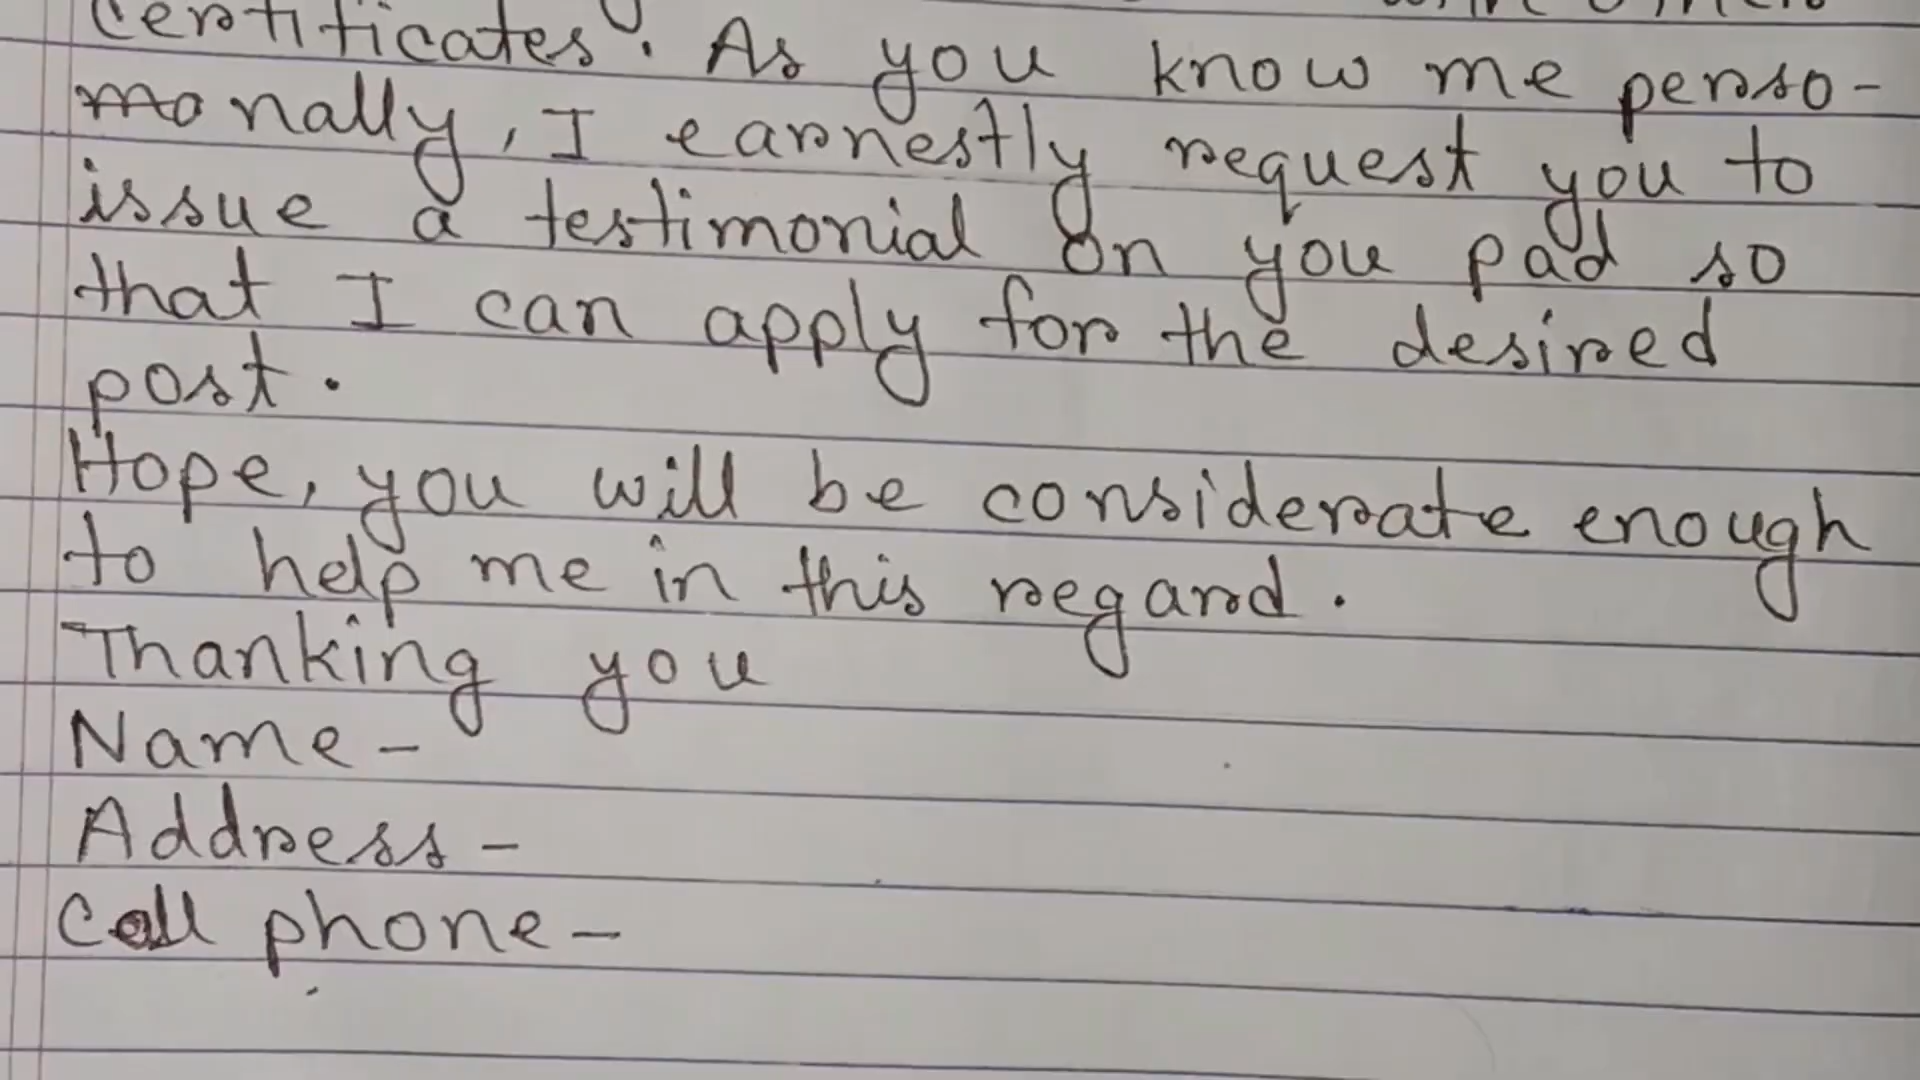 certificates. As you know me perso-
nally, I earnestly request you to
issue a testimonial on you pad so
that I can apply for the desired
post.
Hope, you will be considerate enough
to help me in this regard.
Thanking you
Name-
Address-
Cell phone-